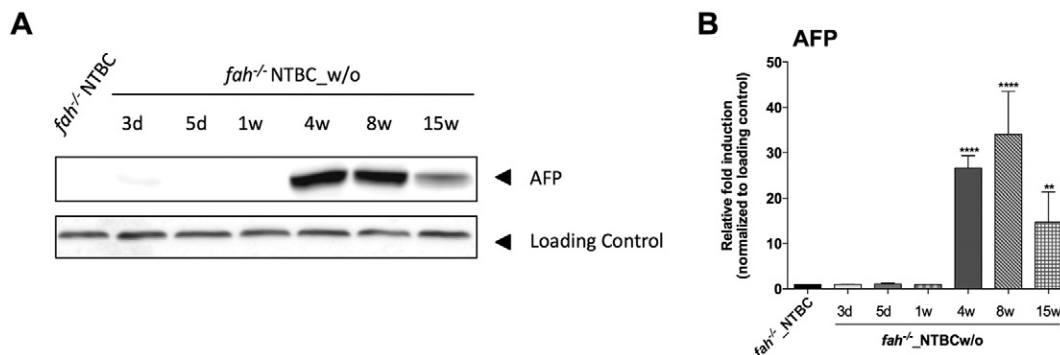 A
fah-/- NTBC
fah-/- NTBC_w/o
3d 5d 1w 4w 8w 15w
AFP
Loading Control
B
AFP
Relative fold induction
(normalized to loading control)
50
40
30
20
10
0
**** **** **
fah-/-_NTBC
3d 5d 1w 4w 8w 15w
fah-/-_NTBCw/o